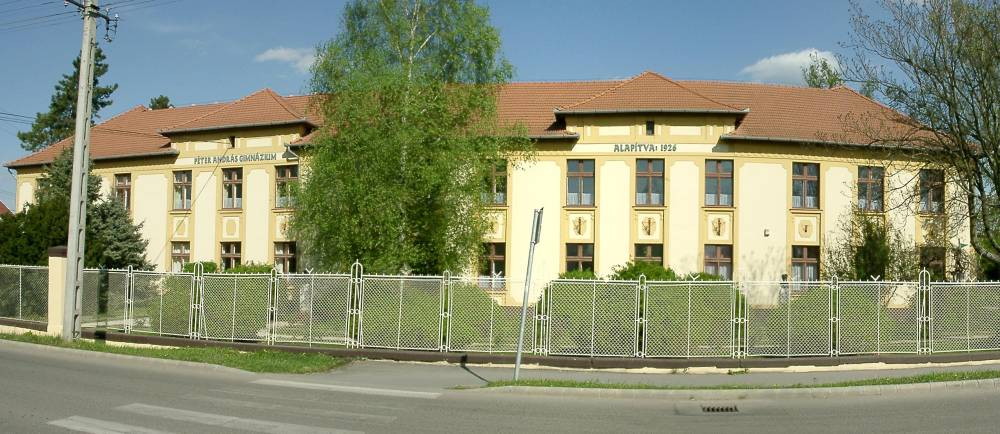 PÉTER ANDRÁS GIMNÁZIUM
ALAPÍTVA: 1926